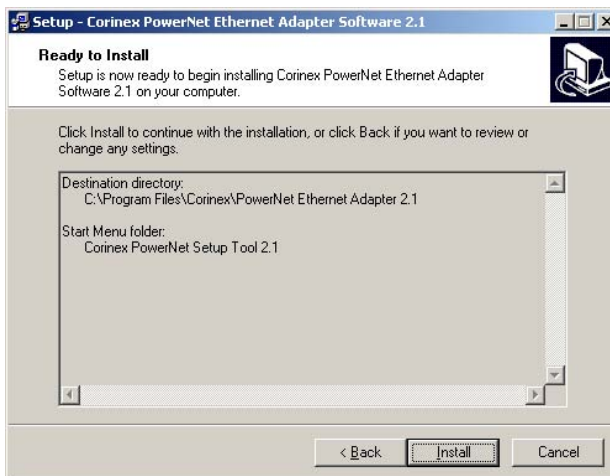 Setup - Corinex PowerNet Ethernet Adapter Software 2.1
Ready to Install
Setup is now ready to begin installing Corinex PowerNet Ethernet Adapter
Software 2.1 on your computer.
Click Install to continue with the installation, or click Back if you want to review or
change any settings.
Destination directory:
C:\Program Files\Corinex\PowerNet Ethernet Adapter 2.1
Start Menu folder:
Corinex PowerNet Setup Tool 2.1
< Back Install Cancel